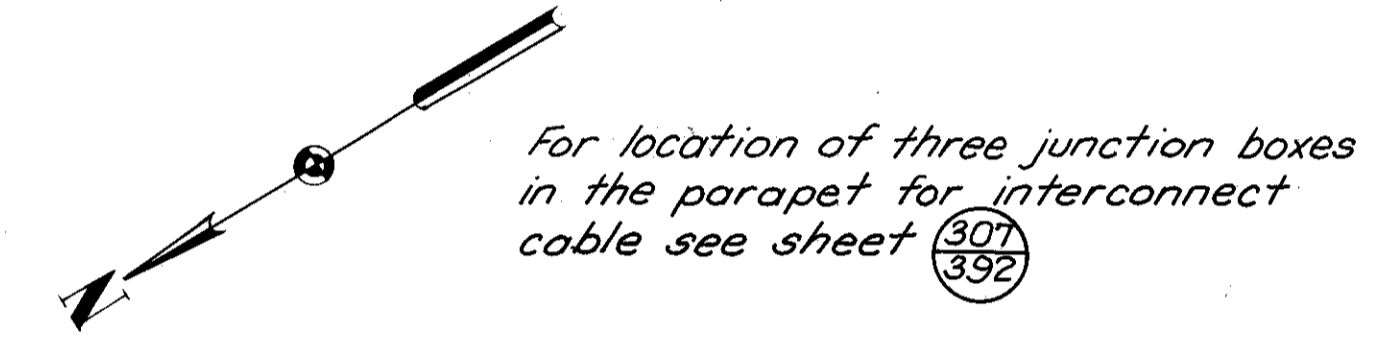 For location of three junction boxes
in the parapet for interconnect
cable see sheet 307
392
N